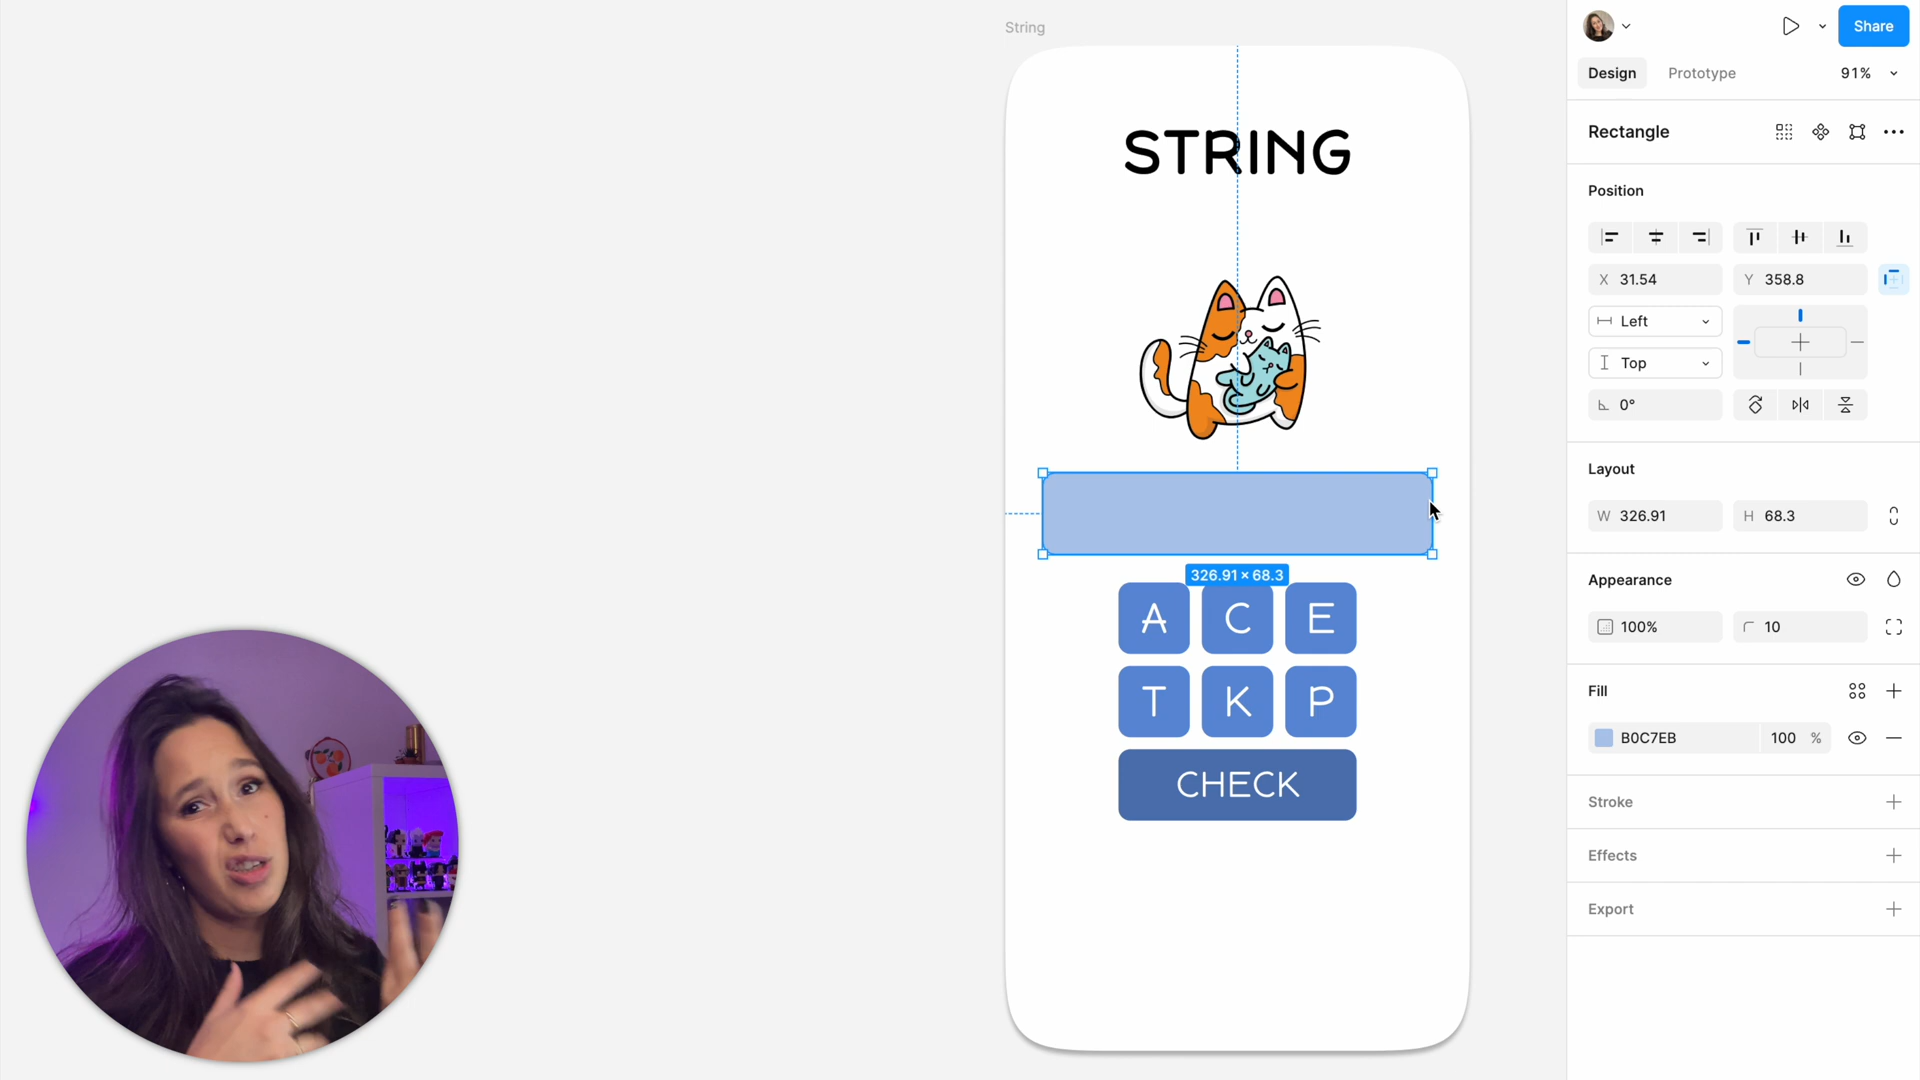 String
STRING
326.91 × 68.3
A C E
T K P
CHECK
Share
Design Prototype 91%
Rectangle
Position
X 31.54 Y 358.8
Left
Top
0°
Layout
W 326.91 H 68.3
Appearance
100% 10
Fill
B0C7EB 100 %
Stroke
Effects
Export